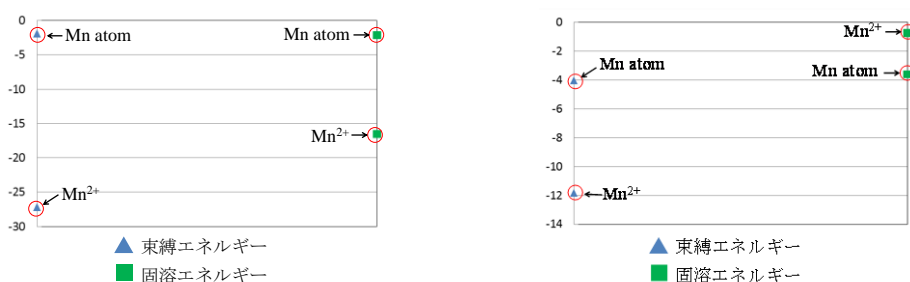 0
-5
-10
-15
-20
-25
-30
Mn atom
Mn atom
Mn²⁺
Mn²⁺
束縛エネルギー
固溶エネルギー
0
-2
-4
-6
-8
-10
-12
-14
Mn²⁺
Mn atom
Mn atom
Mn²⁺
束縛エネルギー
固溶エネルギー